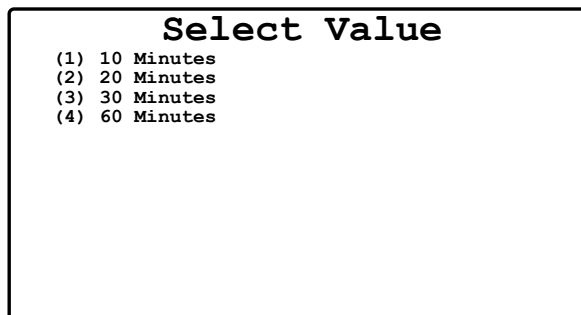 Select Value
(1) 10 Minutes
(2) 20 Minutes
(3) 30 Minutes
(4) 60 Minutes